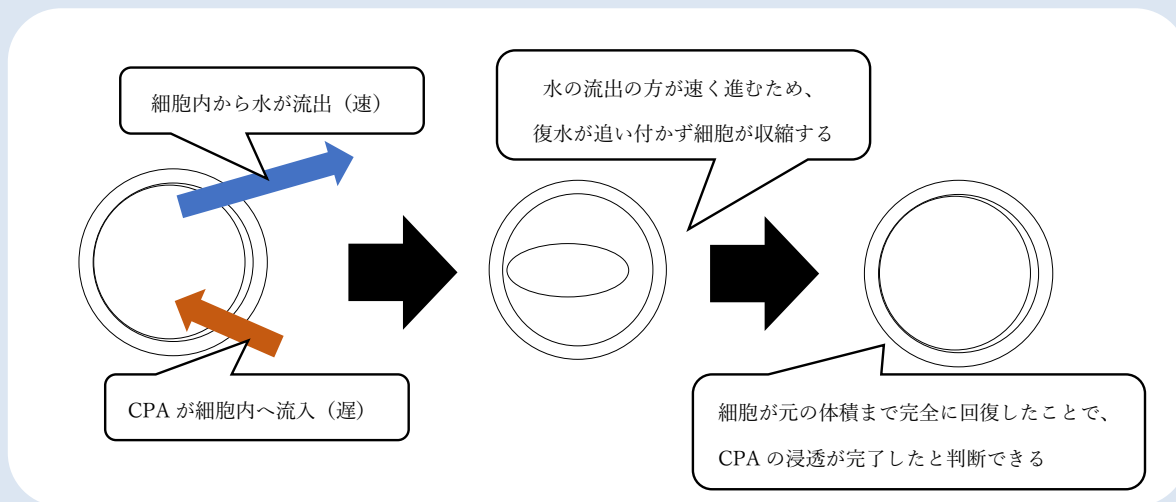 細胞内から水が流出（速）
CPA が細胞内へ流入（遅）
水の流出の方が速く進むため、
復水が追い付かず細胞が収縮する
細胞が元の体積まで完全に回復したことで、
CPA の浸透が完了したと判断できる